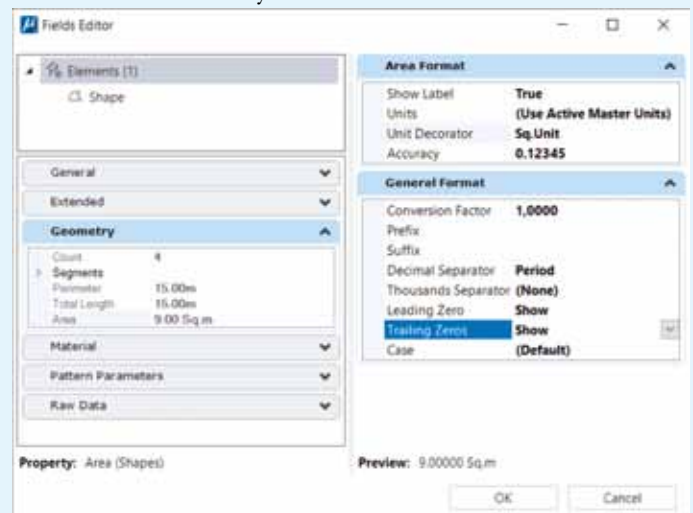 Fields Editor
Elements (1)
Shape
General
Extended
Geometry
Count 4
Segments
Perimeter 15.00m
Total Length 15.00m
Area 9.00 Sq.m
Material
Pattern Parameters
Raw Data
Property: Area (Shapes)
Area Format
Show Label True
Units (Use Active Master Units)
Unit Decorator Sq.Unit
Accuracy 0.12345
General Format
Conversion Factor 1,0000
Prefix
Suffix
Decimal Separator Period
Thousands Separator (None)
Leading Zero Show
Trailing Zeros Show
Case (Default)
Preview: 9.00000 Sq.m
OK
Cancel